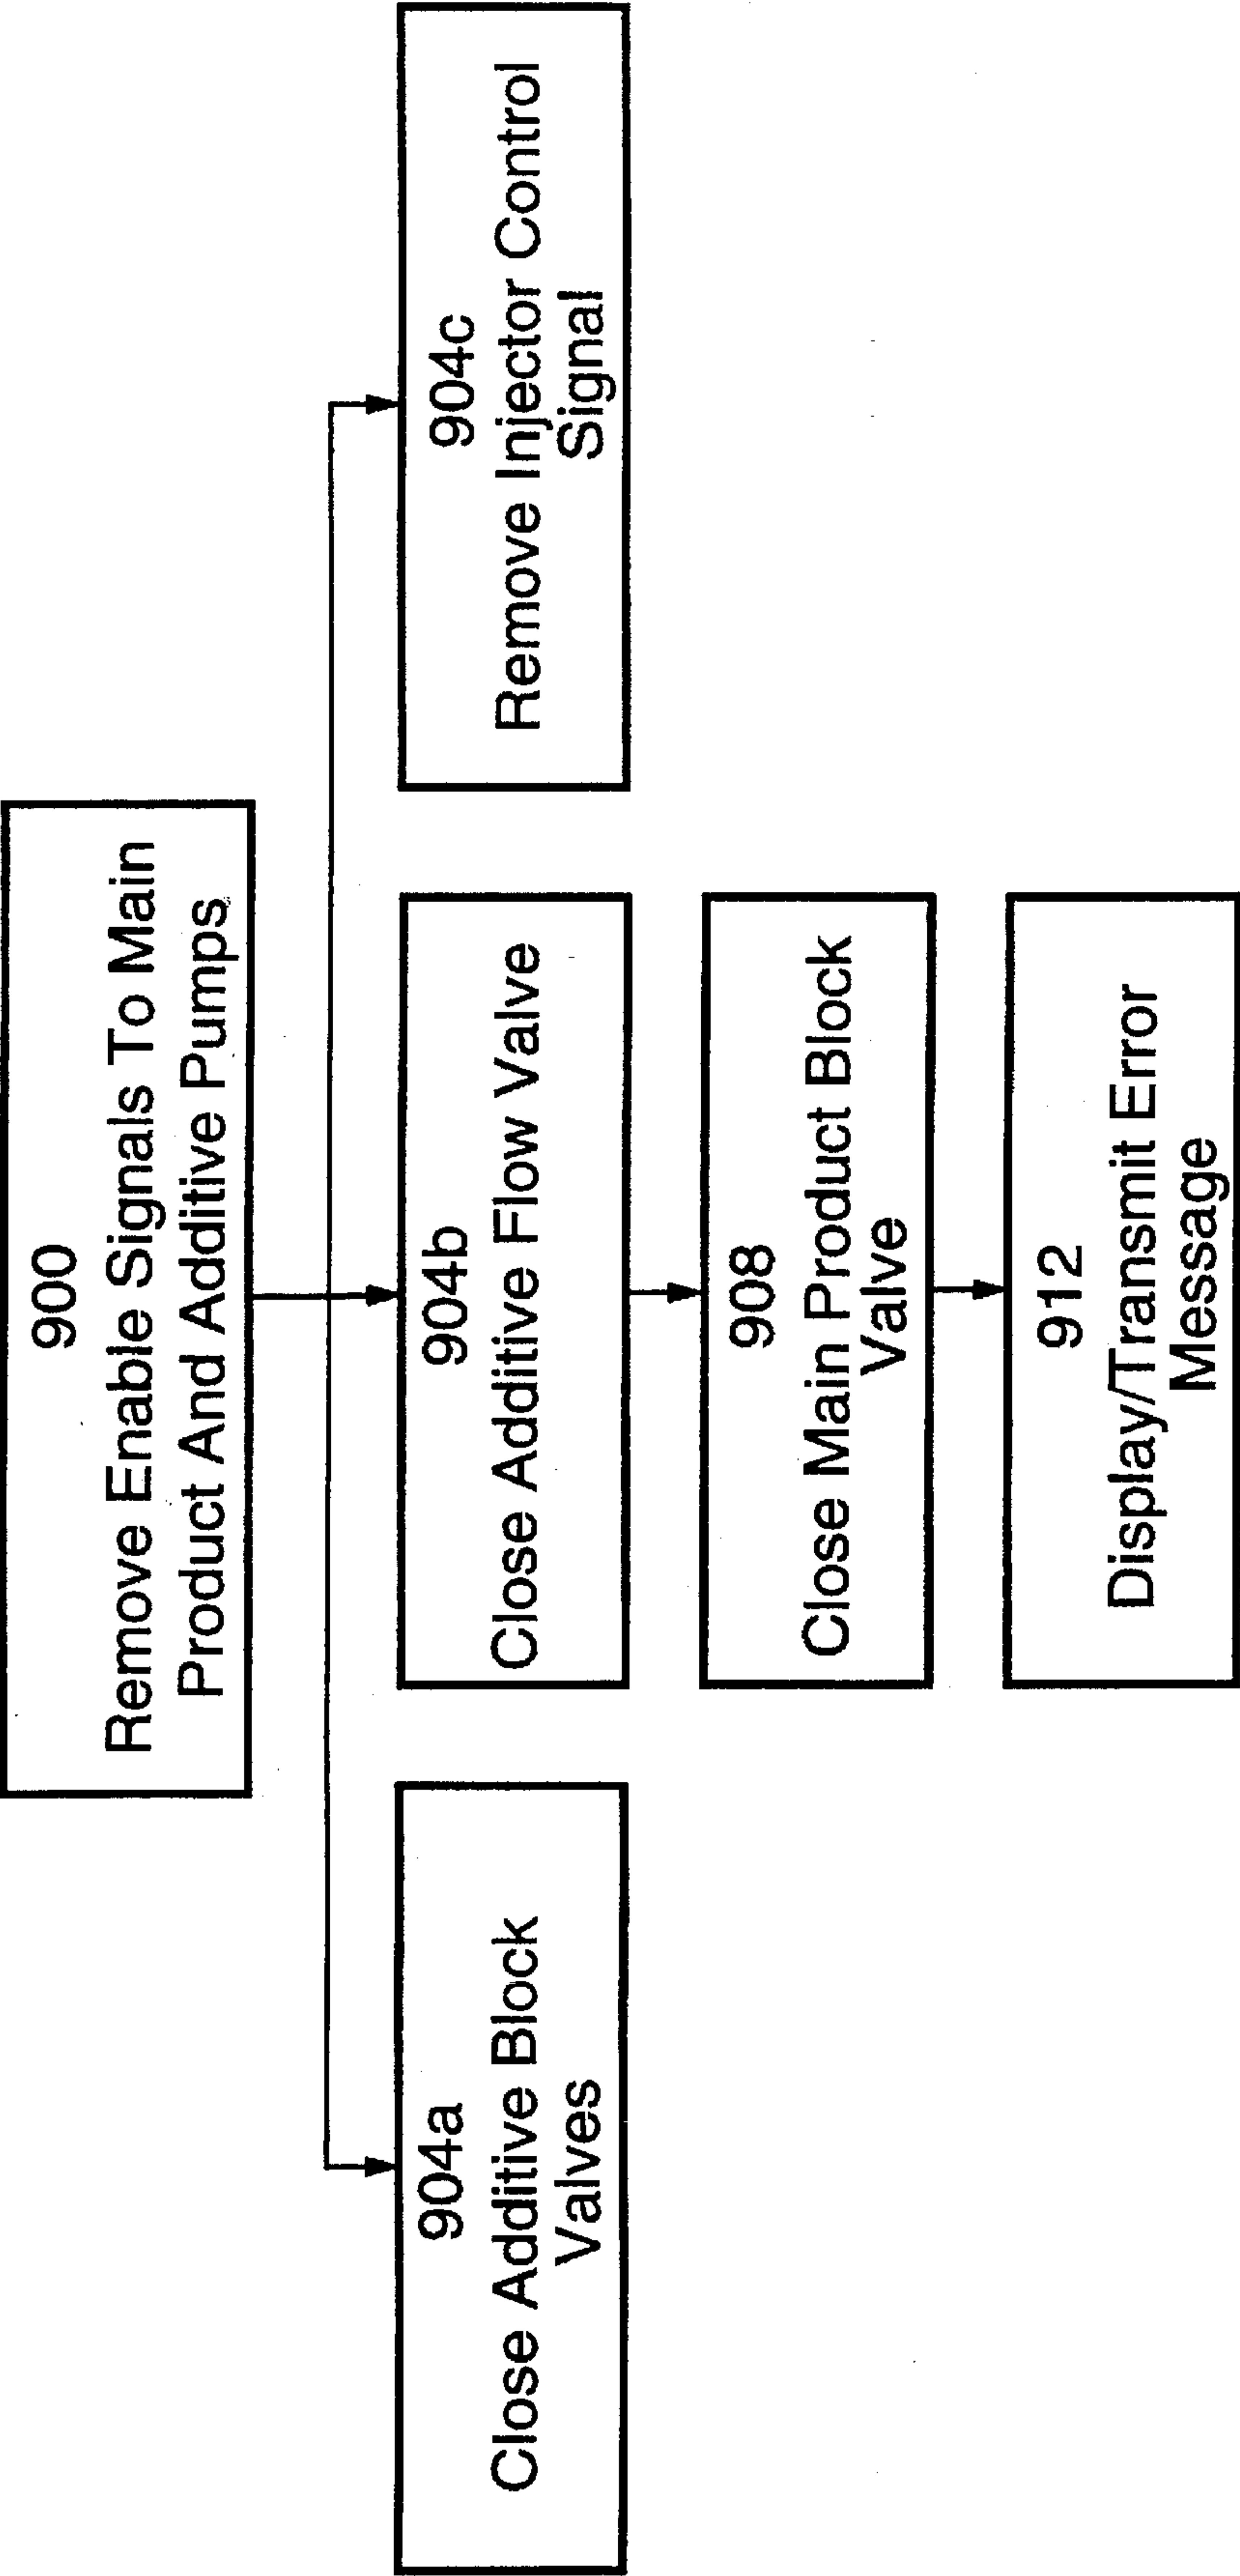 900
Remove Enable Signals To Main
Product And Additive Pumps
904a
Close Additive Block
Valves
904b
Close Additive Flow Valve
904c
Remove Injector Control
Signal
908
Close Main Product Block
Valve
912
Display/Transmit Error
Message